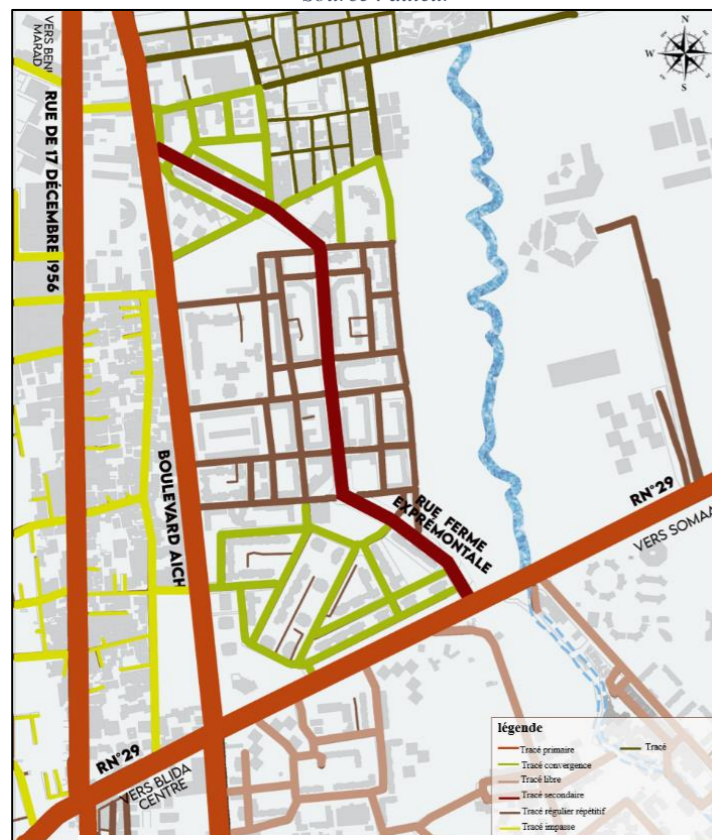 Source : auteur
VERS BENI
MARAD
N
W E
S
RUE DE 17 DÉCEMBRE 1956
BOULEVARD AICH
RUE FERME
EXPRÉMONTALE
RN°29
VERS SOMAA
RN°29
VERS BLIDA
CENTRE
légende
Tracé primaire
Tracé convergence
Tracé libre
Tracé secondaire
Tracé régulier répétitif
Tracé impasse
Tracé